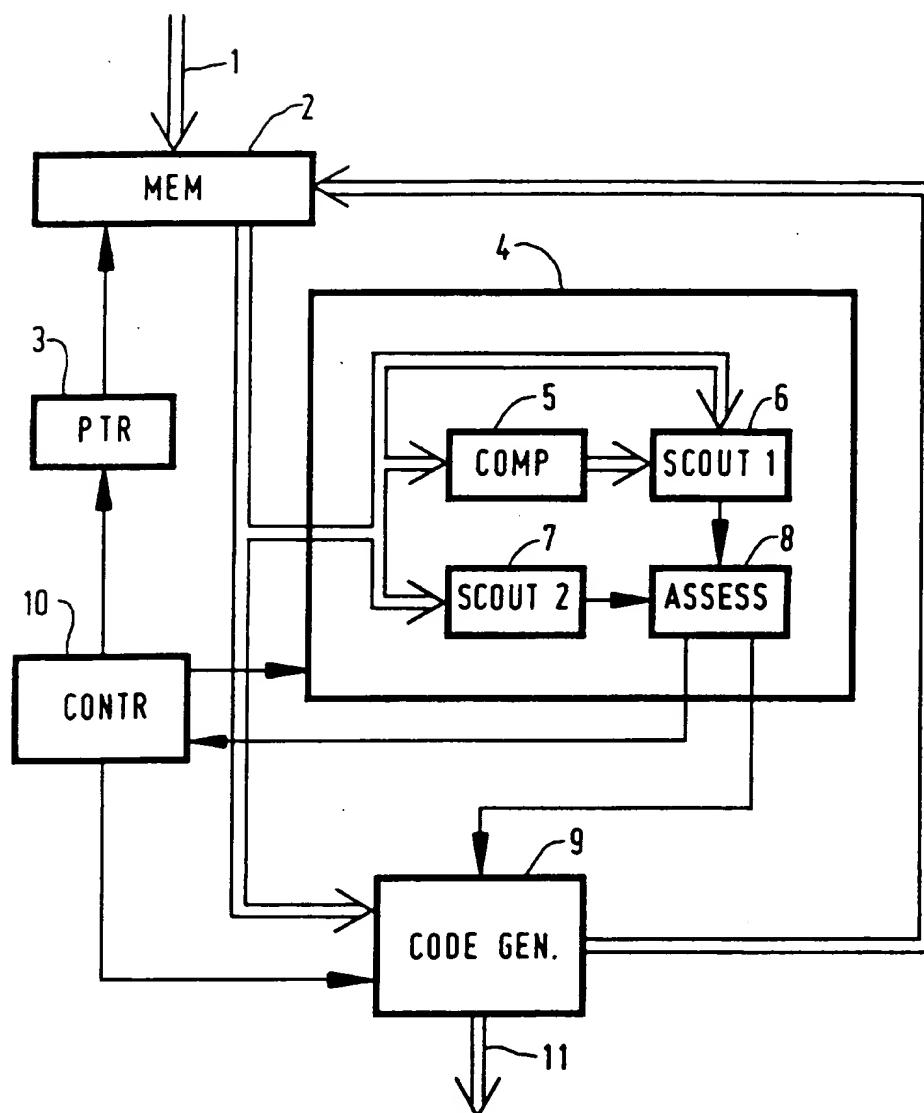 1
2
MEM
4
3
PTR
5
6
COMP
SCOUT 1
7
8
SCOUT 2
ASSESS
10
CONTR
9
CODE GEN.
11